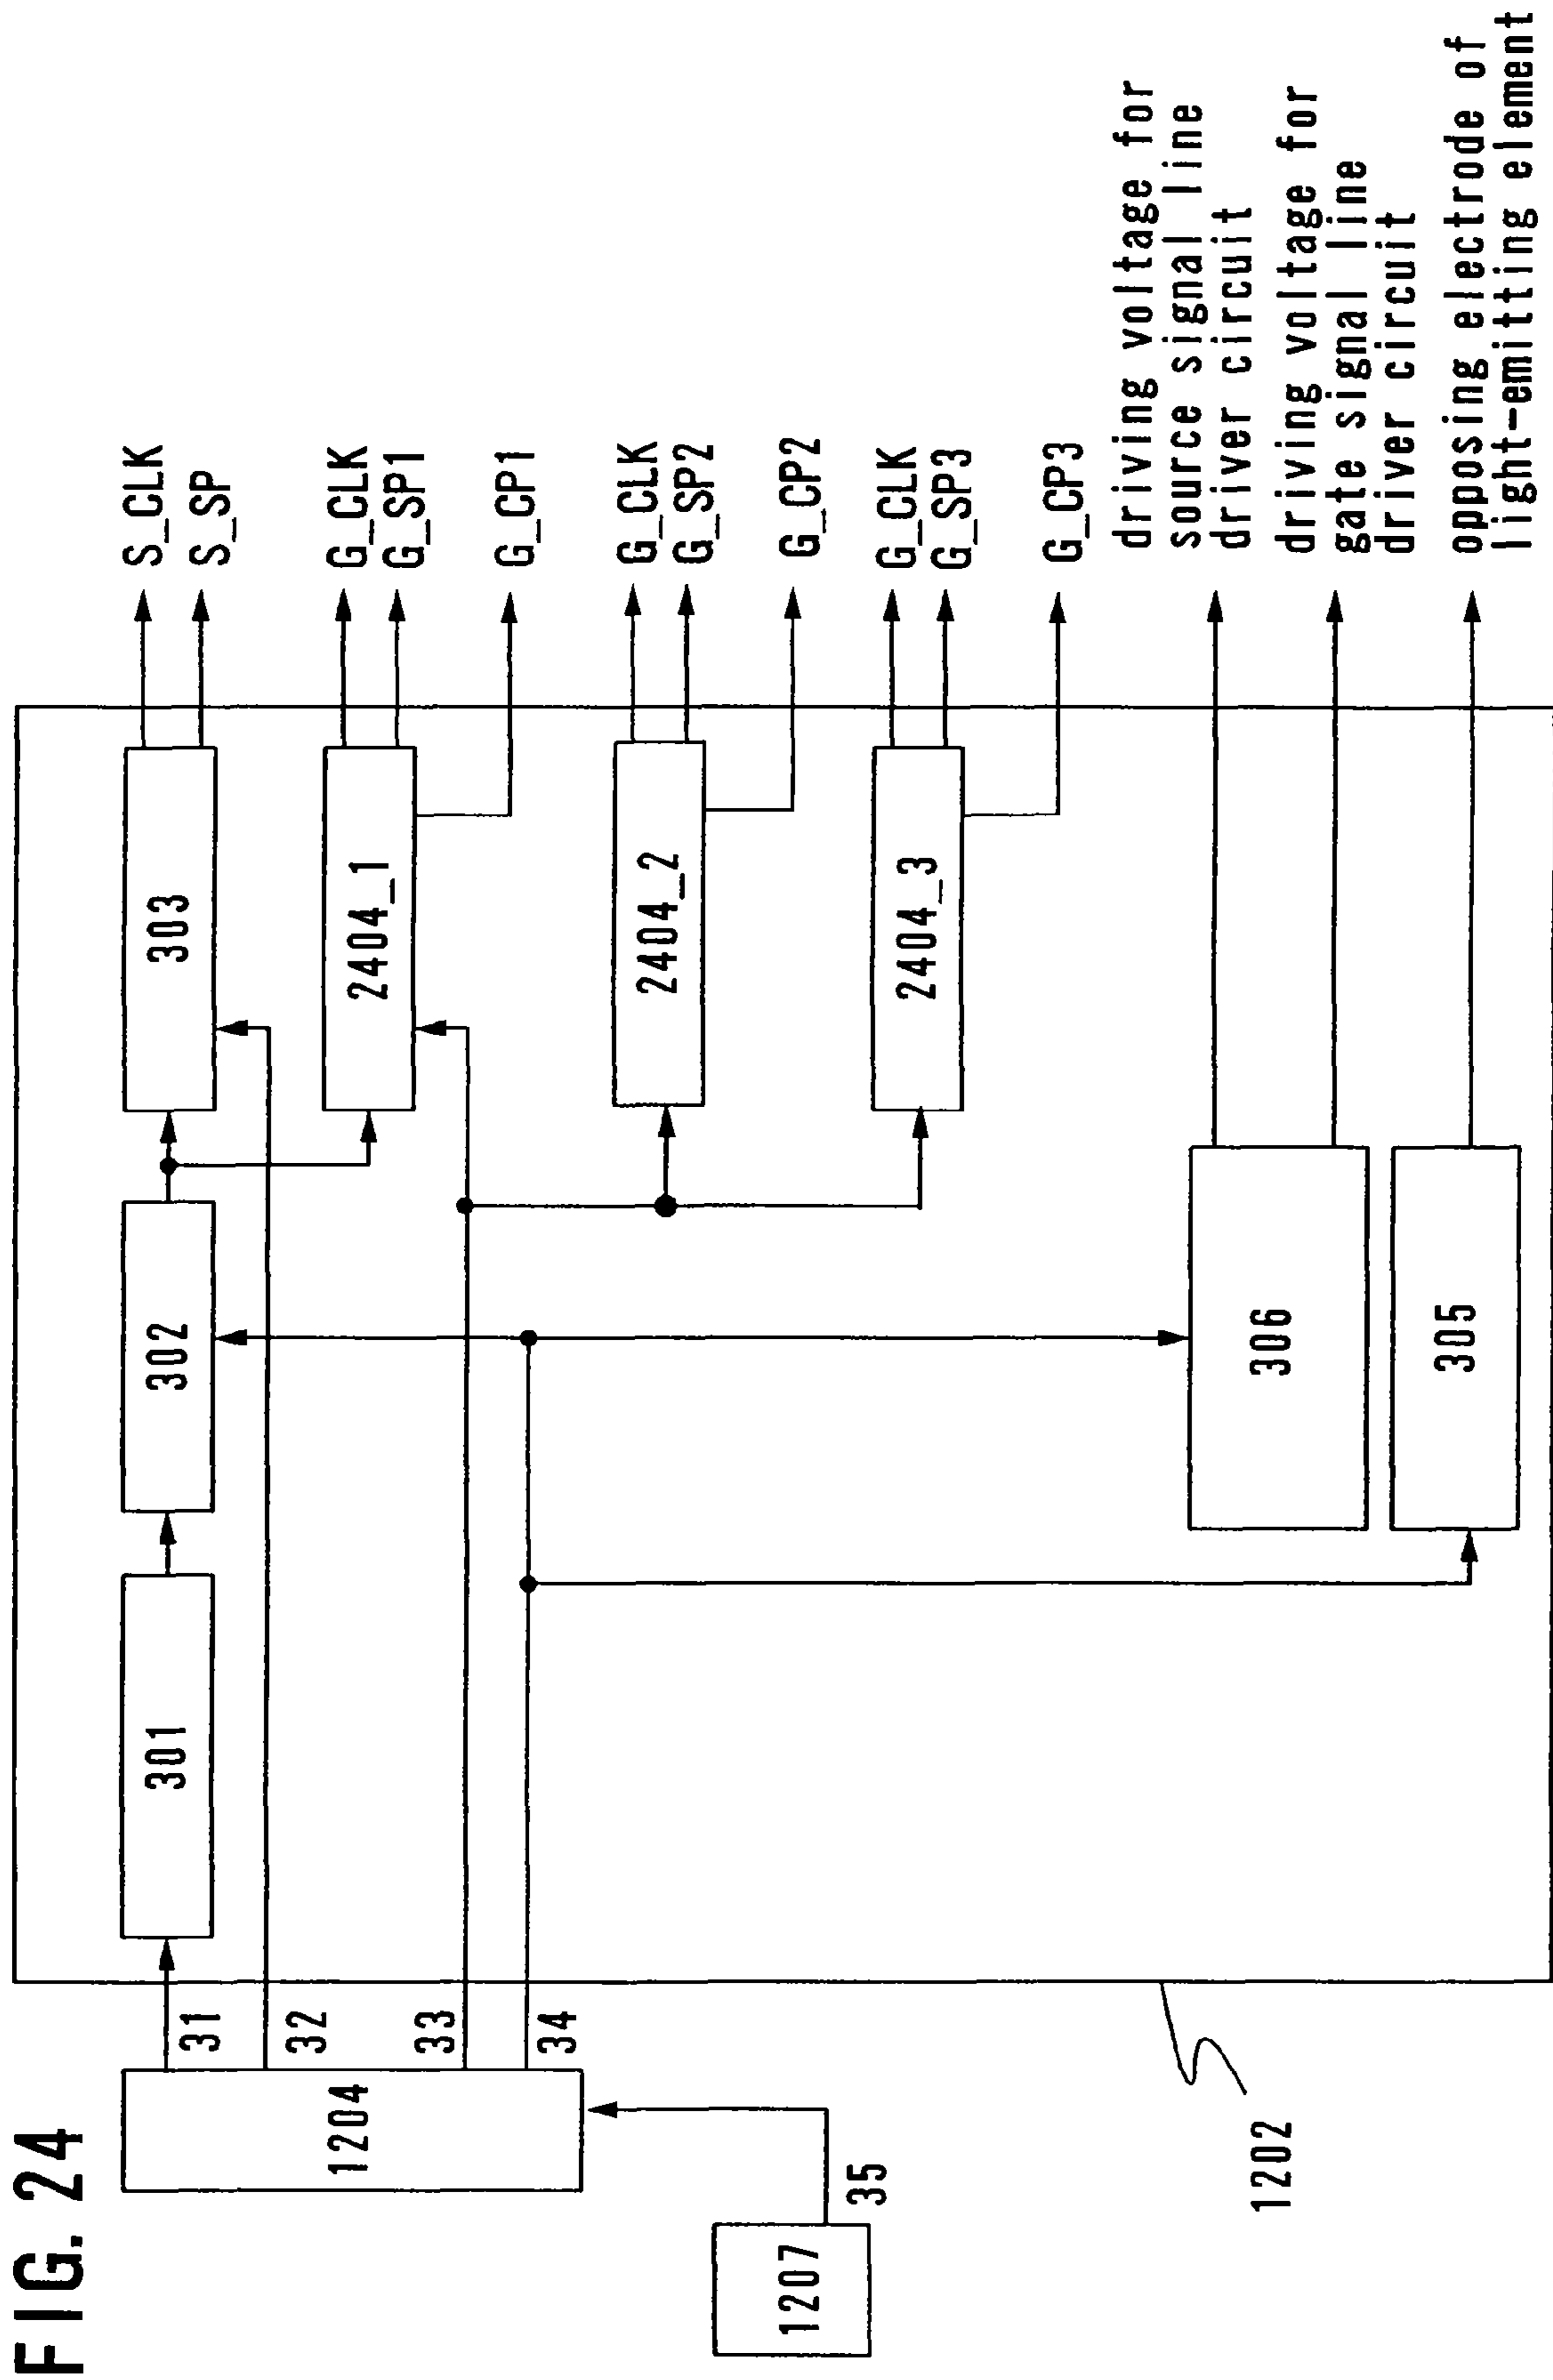 FIG. 24
S_CLK
S_SP
301
302
303
31
32
G_CLK
G_SP1
2404_1
1204
33
G_CP1
34
G_CLK
G_SP2
2404_2
G_CP2
1207
35
G_CLK
G_SP3
2404_3
G_CP3
driving voltage for
source signal line
driver circuit
306
driving voltage for
gate signal line
driver circuit
1202
305
opposing electrode of
light-emitting element